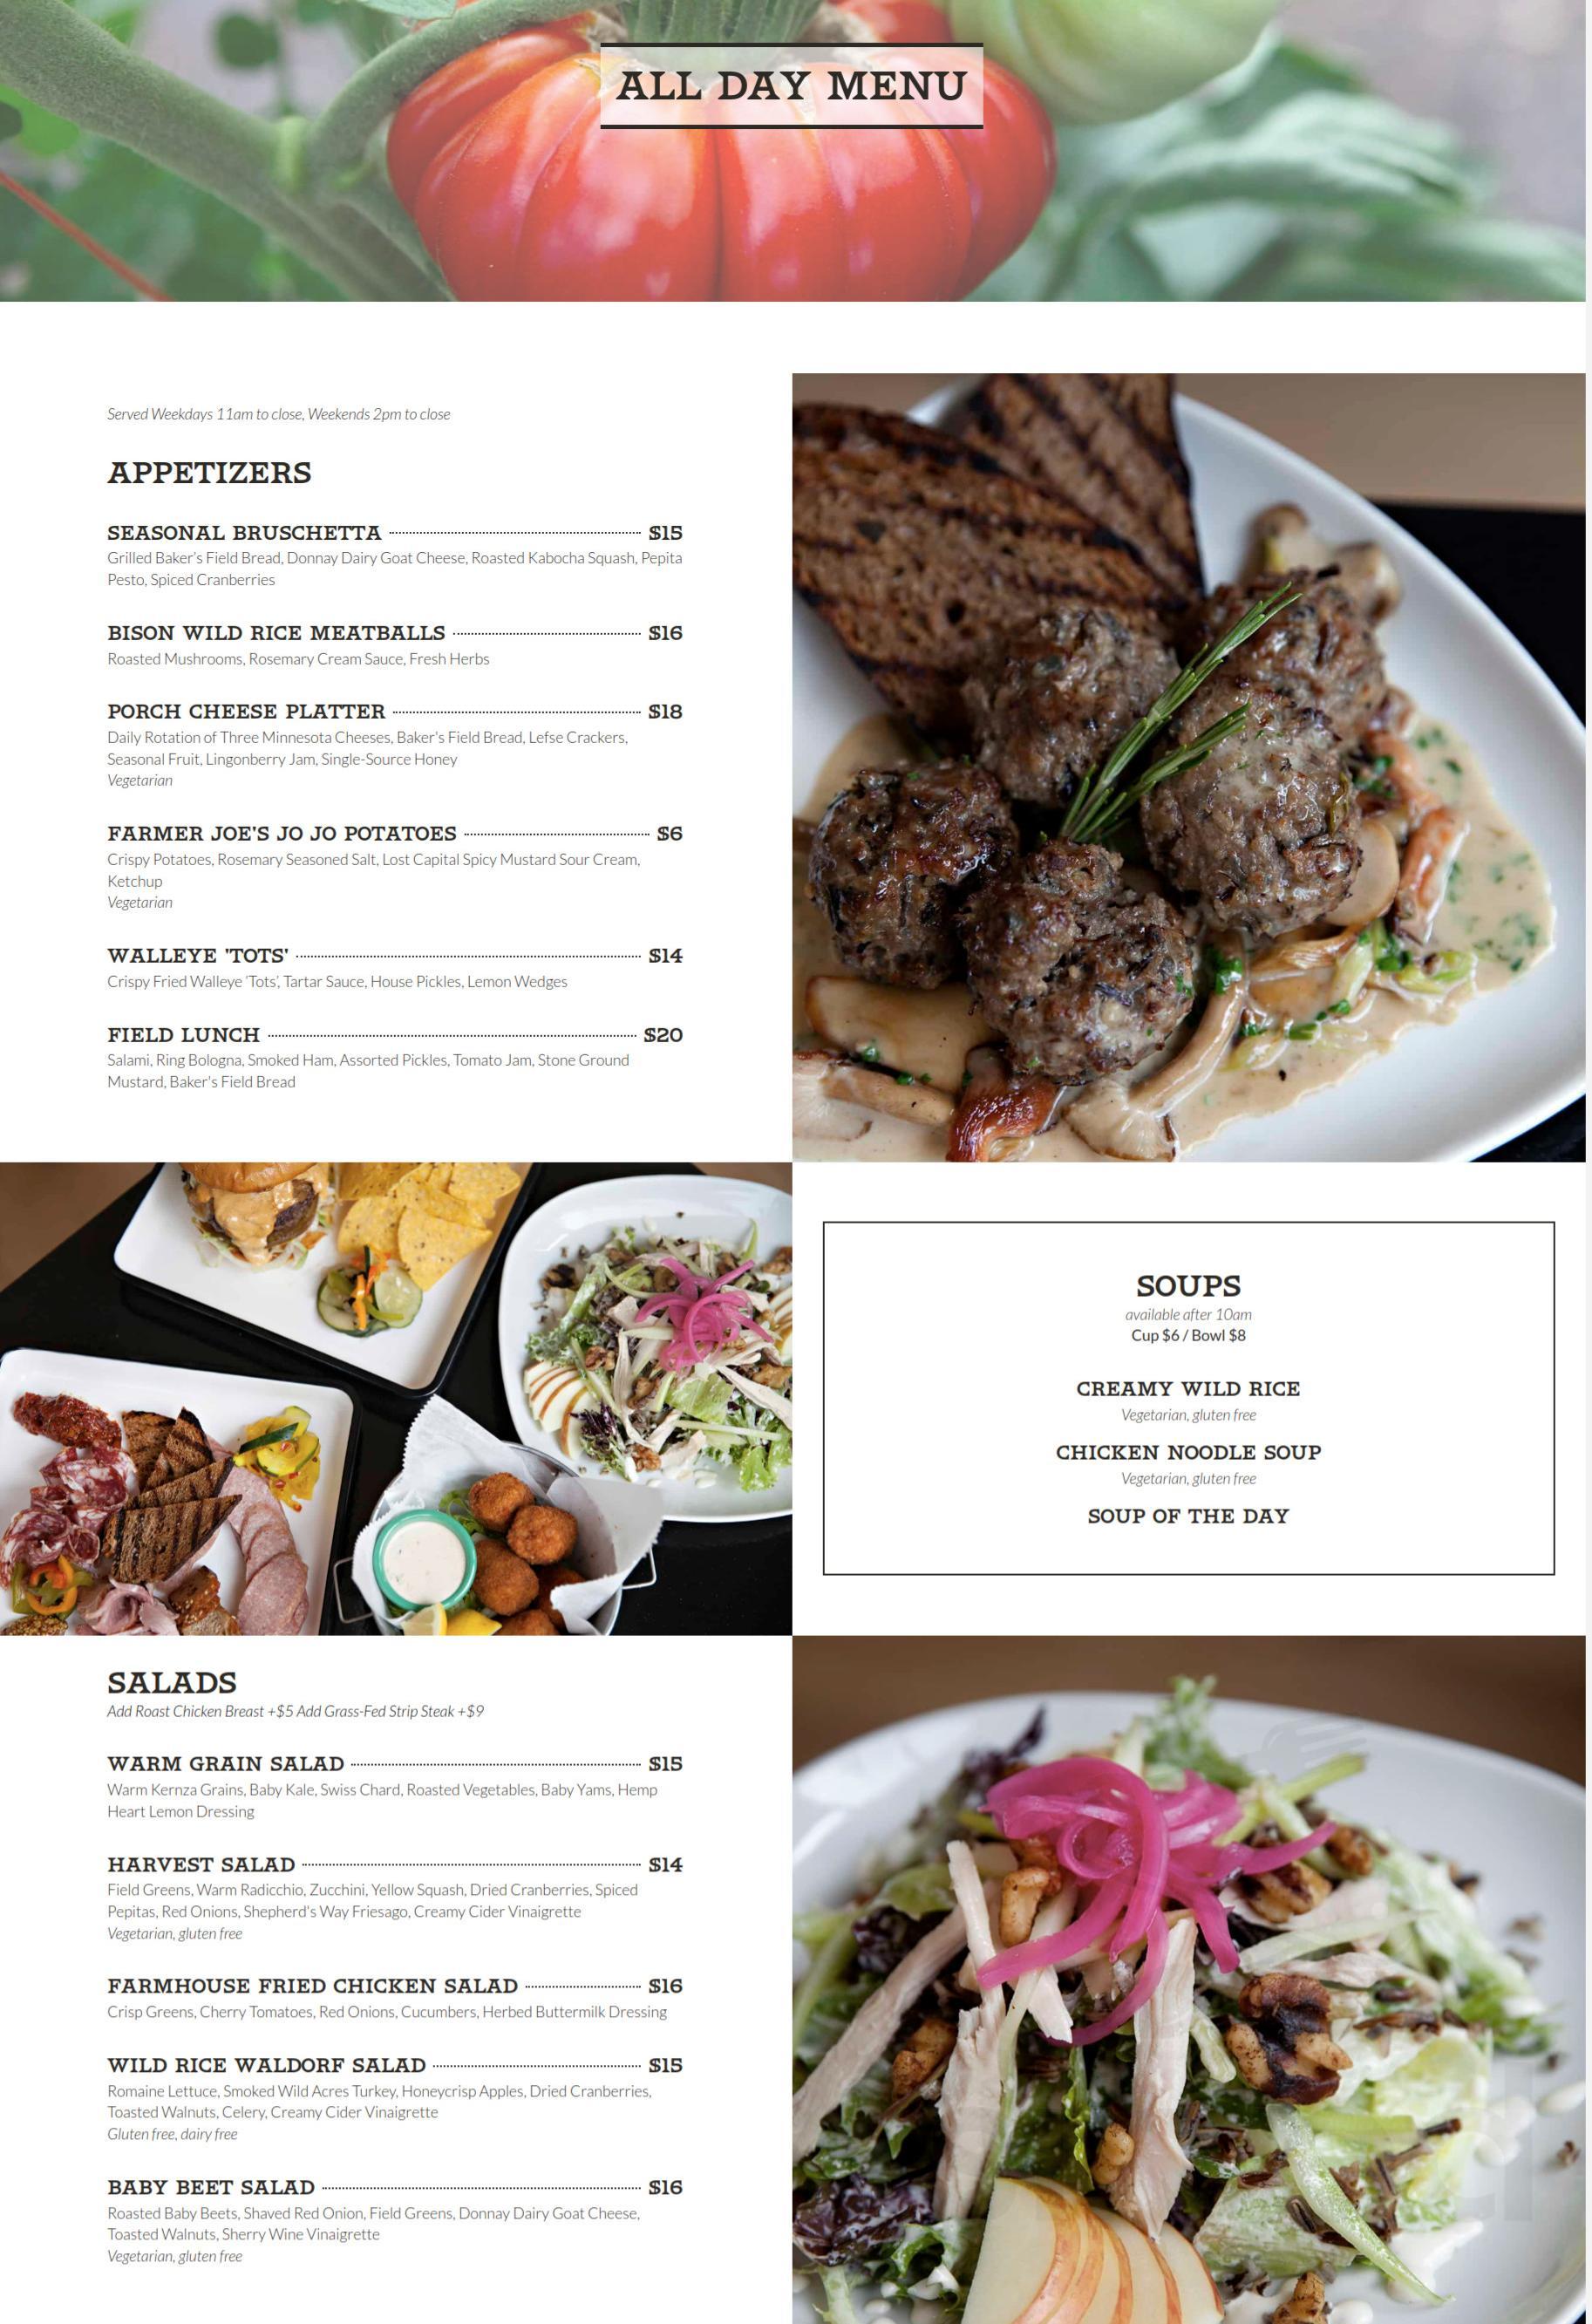 ALL DAY MENU
Served Weekdays 11am to close, Weekends 2pm to close
APPETIZERS
SEASONAL BRUSCHETTA $15
Grilled Baker's Field Bread, Donnay Dairy Goat Cheese, Roasted Kabocha Squash, Pepita
Pesto, Spiced Cranberries
BISON WILD RICE MEATBALLS $16
Roasted Mushrooms, Rosemary Cream Sauce, Fresh Herbs
PORCH CHEESE PLATTER $18
Daily Rotation of Three Minnesota Cheeses, Baker's Field Bread, Lefse Crackers,
Seasonal Fruit, Lingonberry Jam, Single-Source Honey
Vegetarian
FARMER JOE'S JO JO POTATOES $6
Crispy Potatoes, Rosemary Seasoned Salt, Lost Capital Spicy Mustard Sour Cream,
Ketchup
Vegetarian
WALLEYE 'TOTS' $14
Crispy Fried Walleye 'Tots', Tartar Sauce, House Pickles, Lemon Wedges
FIELD LUNCH $20
Salami, Ring Bologna, Smoked Ham, Assorted Pickles, Tomato Jam, Stone Ground
Mustard, Baker's Field Bread
SOUPS
available after 10am
Cup $6 / Bowl $8
CREAMY WILD RICE
Vegetarian, gluten free
CHICKEN NOODLE SOUP
Vegetarian, gluten free
SOUP OF THE DAY
SALADS
Add Roast Chicken Breast +$5 Add Grass-Fed Strip Steak +$9
WARM GRAIN SALAD $15
Warm Kernza Grains, Baby Kale, Swiss Chard, Roasted Vegetables, Baby Yams, Hemp
Heart Lemon Dressing
HARVEST SALAD $14
Field Greens, Warm Radicchio, Zucchini, Yellow Squash, Dried Cranberries, Spiced
Pepitas, Red Onions, Shepherd's Way Friesago, Creamy Cider Vinaigrette
Vegetarian, gluten free
FARMHOUSE FRIED CHICKEN SALAD $16
Crisp Greens, Cherry Tomatoes, Red Onions, Cucumbers, Herbed Buttermilk Dressing
WILD RICE WALDORF SALAD $15
Romaine Lettuce, Smoked Wild Acres Turkey, Honeycrisp Apples, Dried Cranberries,
Toasted Walnuts, Celery, Creamy Cider Vinaigrette
Gluten free, dairy free
BABY BEET SALAD $16
Roasted Baby Beets, Shaved Red Onion, Field Greens, Donnay Dairy Goat Cheese,
Toasted Walnuts, Sherry Wine Vinaigrette
Vegetarian, gluten free